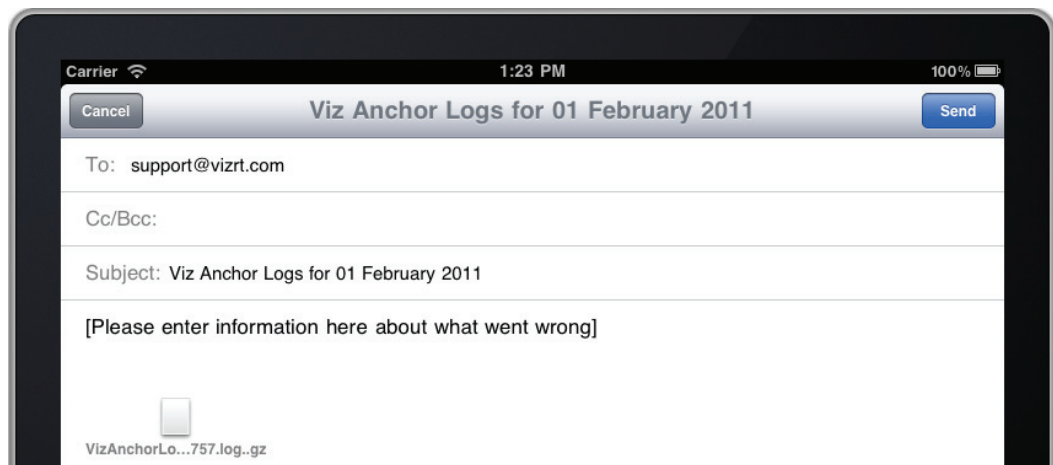 Carrier 1:23 PM 100%
Cancel Viz Anchor Logs for 01 February 2011 Send
To: support@vizrt.com
Cc/Bcc:
Subject: Viz Anchor Logs for 01 February 2011
[Please enter information here about what went wrong]
VizAnchorLo...757.log..gz